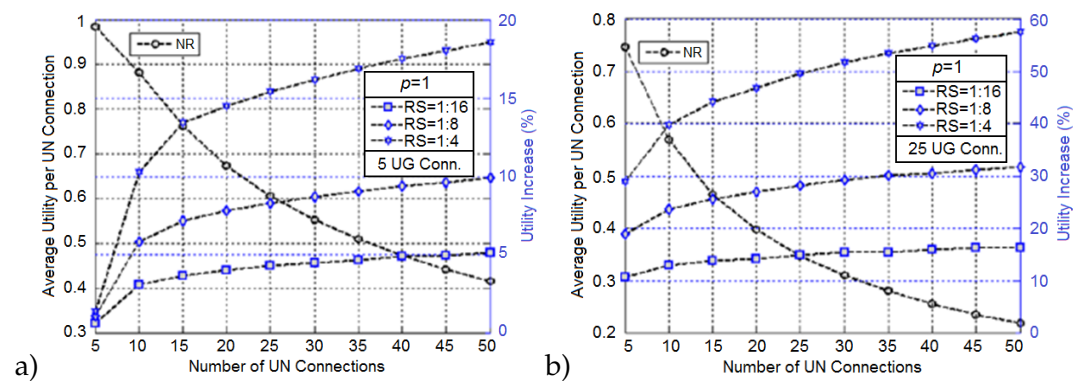 a)
Average Utility per UN Connection
1
0.9
0.8
0.7
0.6
0.5
0.4
0.3
5 10 15 20 25 30 35 40 45 50
Number of UN Connections
NR
p=1
RS=1:16
RS=1:8
RS=1:4
5 UG Conn.
20
15
10
5
0
Utility Increase (%)
b)
Average Utility per UN Connection
0.8
0.7
0.6
0.5
0.4
0.3
0.2
5 10 15 20 25 30 35 40 45 50
Number of UN Connections
NR
p=1
RS=1:16
RS=1:8
RS=1:4
25 UG Conn.
60
50
40
30
20
10
0
Utility Increase (%)